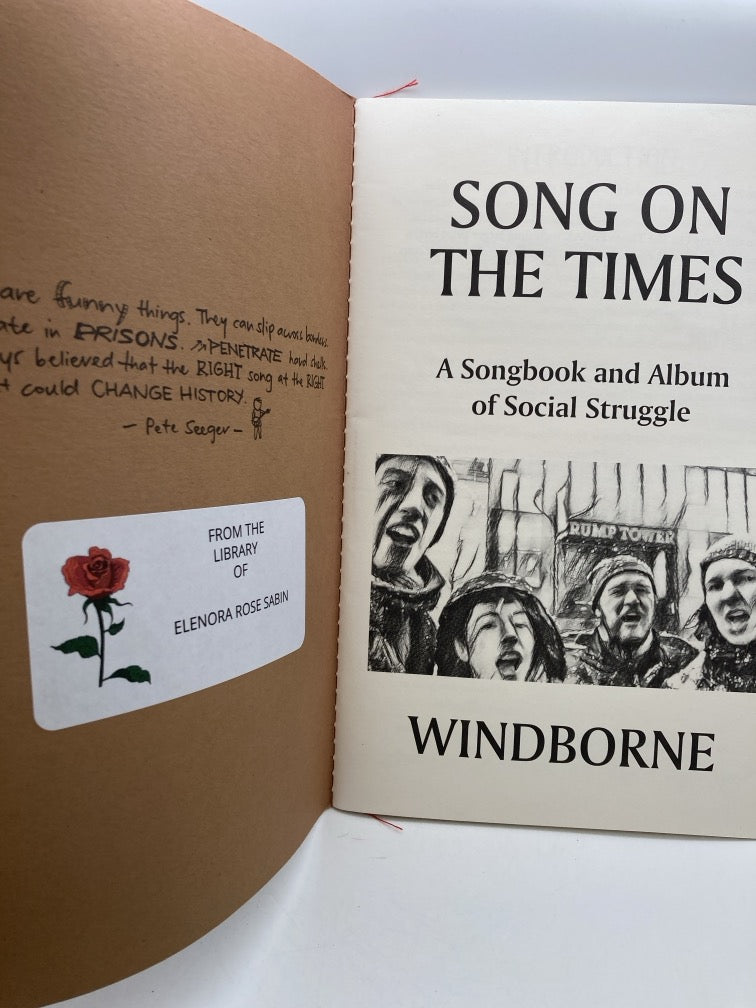 are funny things. They can slip across borders.
ate in PRISONS. PENETRATE hard shells.
ys believed that the RIGHT song at the RIGHT
t could CHANGE HISTORY.
- Pete Seeger -
FROM THE
LIBRARY
OF
ELENORA ROSE SABIN
SONG ON
THE TIMES
A Songbook and Album
of Social Struggle
RUMP TOWER
WINDBORNE